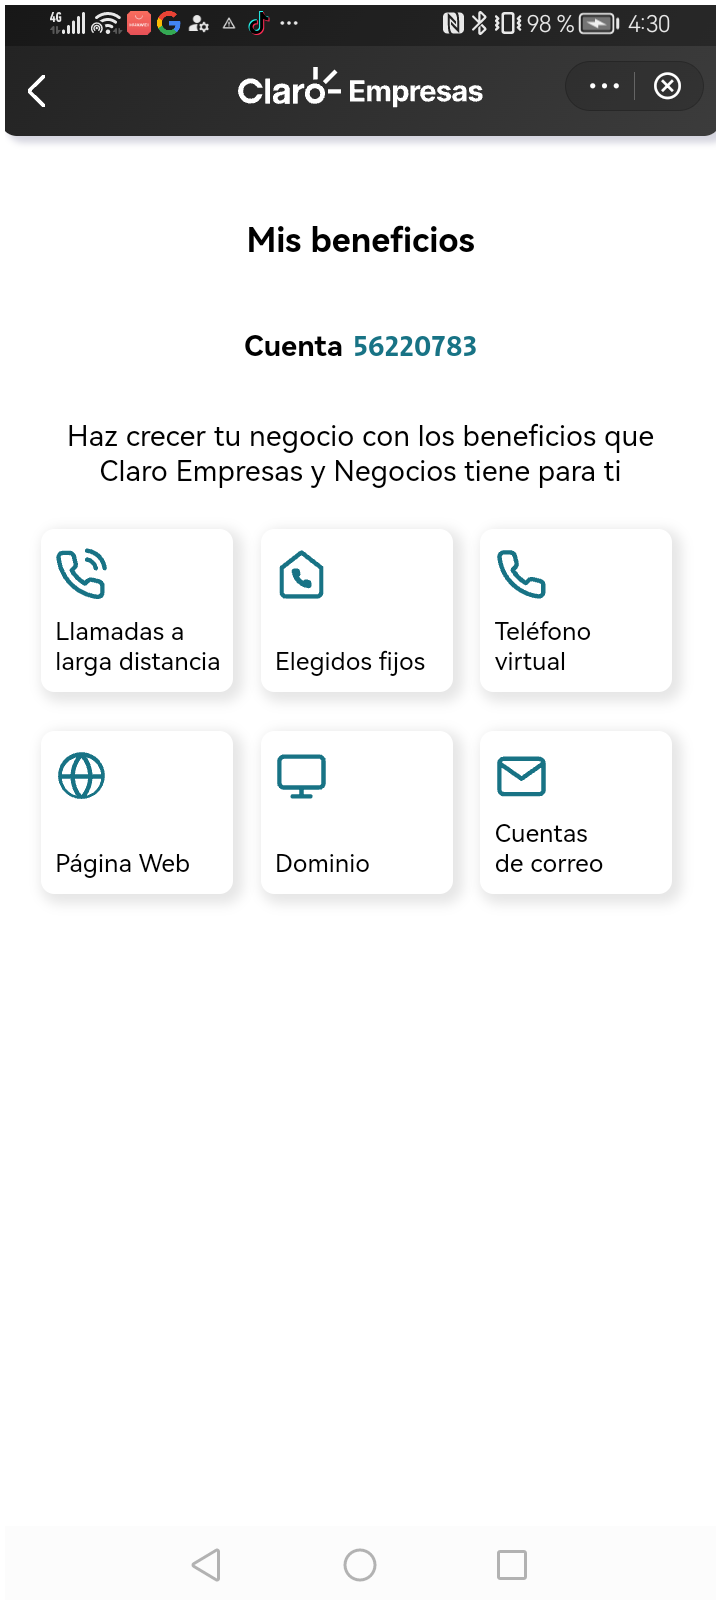 4G 98 % 4:30
Claro Empresas
Mis beneficios
Cuenta 56220783
Haz crecer tu negocio con los beneficios que
Claro Empresas y Negocios tiene para ti
Llamadas a
larga distancia
Elegidos fijos
Teléfono
virtual
Página Web
Dominio
Cuentas
de correo